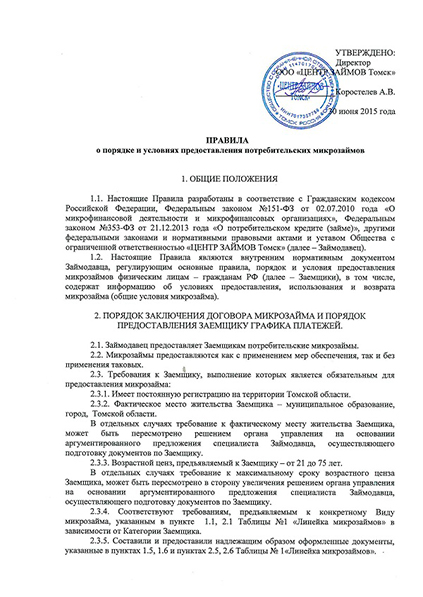 УТВЕРЖДЕНО:
Директор
ООО «ЦЕНТР ЗАЙМОВ Томск»
Коростелев А.В.
30 июня 2015 года
ПРАВИЛА
о порядке и условиях предоставления потребительских микрозаймов
1. ОБЩИЕ ПОЛОЖЕНИЯ
1.1. Настоящие Правила разработаны в соответствие с Гражданским кодексом
Российской Федерации, Федеральным законом №151-ФЗ от 02.07.2010 года «О
микрофинансовой деятельности и микрофинансовых организациях», Федеральным
законом №353-ФЗ от 21.12.2013 года «О потребительском кредите (займе)», другими
федеральными законами и нормативными правовыми актами и уставом Общества с
ограниченной ответственностью «ЦЕНТР ЗАЙМОВ Томск» (далее – Займодавец).
1.2. Настоящие Правила являются внутренним нормативным документом
Займодавца, регулирующим основные правила, порядок и условия предоставления
микрозаймов физическим лицам – гражданам РФ (далее – Заемщики), в том числе,
содержат информацию об условиях предоставления, использования и возврата
микрозайма (общие условия микрозайма).
2. ПОРЯДОК ЗАКЛЮЧЕНИЯ ДОГОВОРА МИКРОЗАЙМА И ПОРЯДОК
ПРЕДОСТАВЛЕНИЯ ЗАЕМЩИКУ ГРАФИКА ПЛАТЕЖЕЙ.
2.1. Займодавец предоставляет Заемщикам потребительские микрозаймы.
2.2. Микрозаймы предоставляются как с применением мер обеспечения, так и без
применения таковых.
2.3. Требования к Заемщику, выполнение которых является обязательным для
предоставления микрозайма:
2.3.1. Имеет постоянную регистрацию на территории Томской области.
2.3.2. Фактическое место жительства Заемщика – муниципальное образование,
город, Томской области.
В отдельных случаях требование к фактическому месту жительства Заемщика,
может быть пересмотрено решением органа управления на основании
аргументированного предложения специалиста Займодавца, осуществляющего
подготовку документов по Заемщику.
2.3.3. Возрастной ценз, предъявляемый к Заемщику – от 21 до 75 лет.
В отдельных случаях требование к максимальному сроку возрастного ценза
Заемщика, может быть пересмотрено в сторону увеличения решением органа управления
на основании аргументированного предложения специалиста Займодавца,
осуществляющего подготовку документов по Заемщику.
2.3.4. Соответствуют требованиям, предъявляемым к конкретному Виду
микрозайма, указанным в пункте 1.1, 2.1 Таблицы №1 «Линейка микрозаймов» в
зависимости от Категории Заемщика.
2.3.5. Составили и предоставили надлежащим образом оформленные документы,
указанные в пунктах 1.5, 1.6 и пунктах 2.5, 2.6 Таблицы № 1«Линейка микрозаймов».